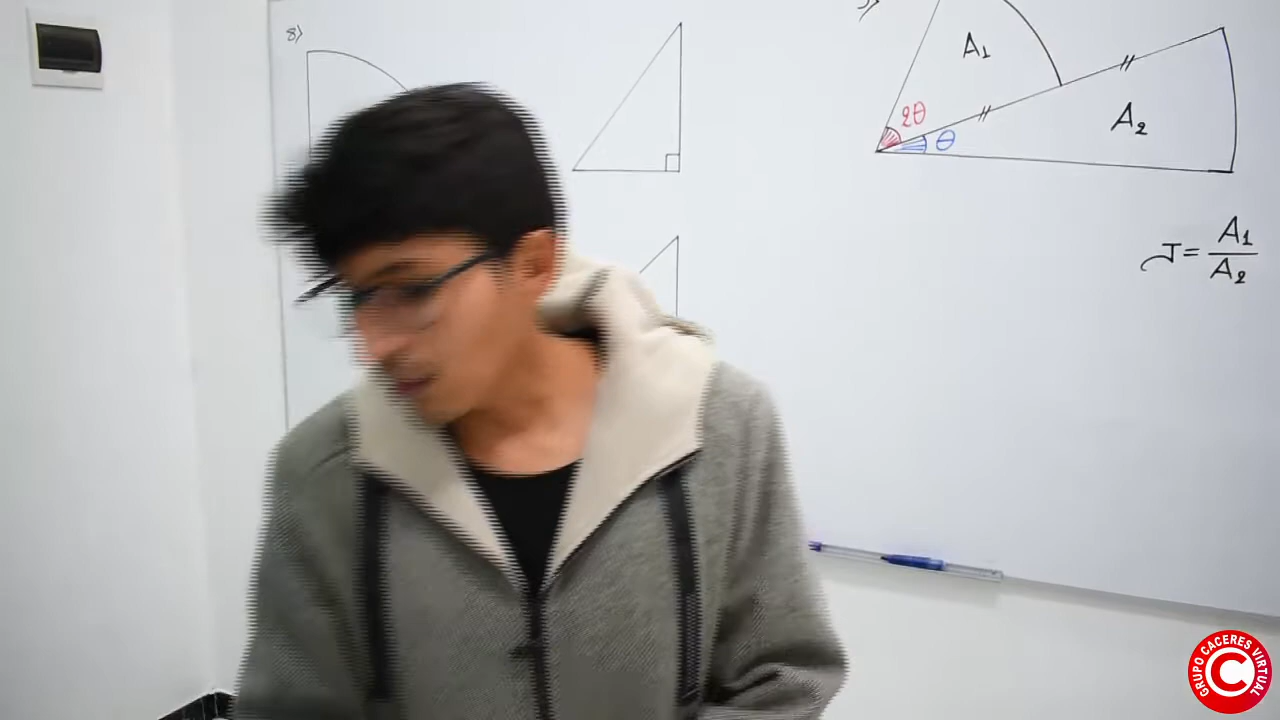 8)
A₁
2θ
θ
A₂
J = A₁ / A₂
GRUPO CACERES VIRTUAL
C